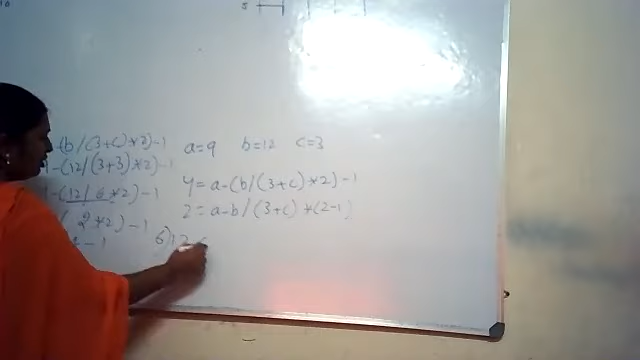 -(b/(3+c)*2)-1
-(12/(3+3)*2)-1
-(12/6*2)-1
(2*2)-1
-1
a=9 b=12 c=3
y=a-(b/(3+c)*2)-1
z=a-b/(3+c)*(2-1)
6)12